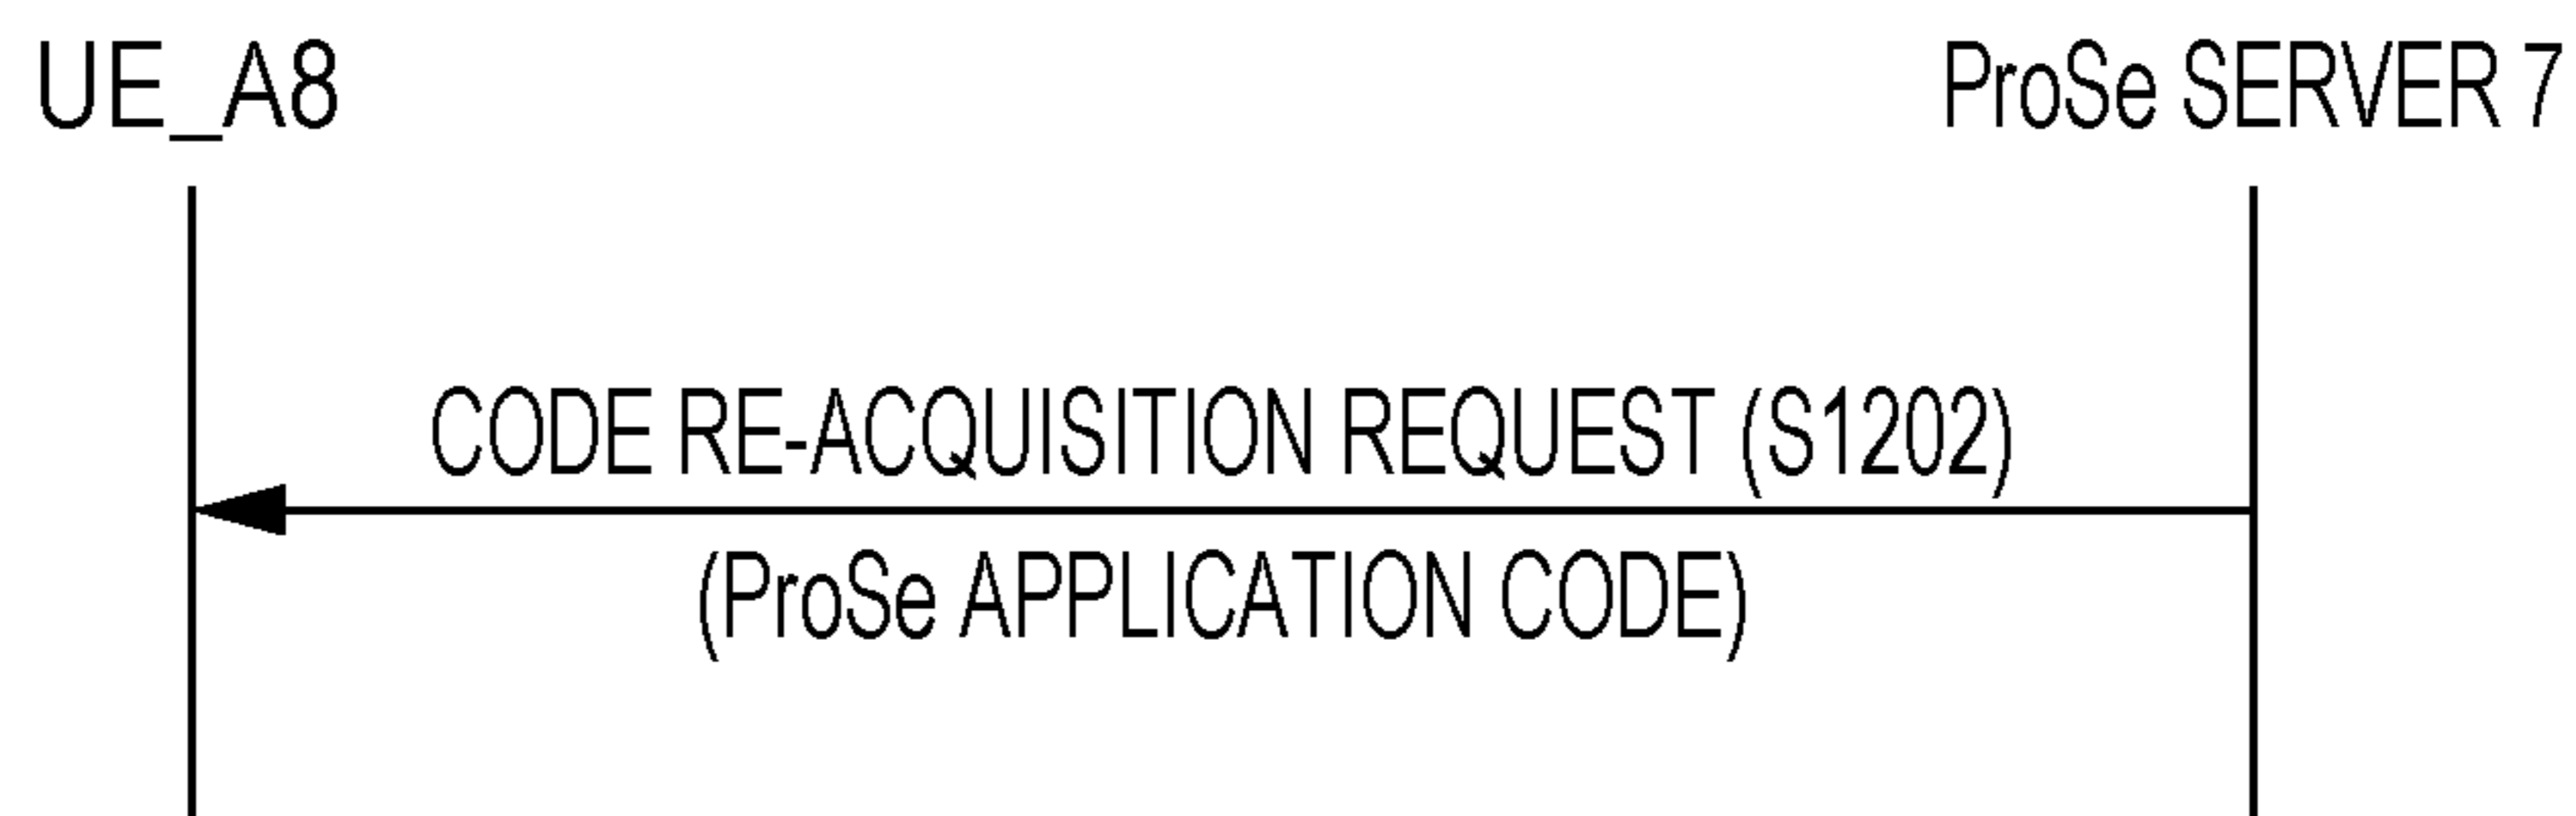 UE_A8
ProSe SERVER 7
CODE RE-ACQUISITION REQUEST (S1202)
(ProSe APPLICATION CODE)